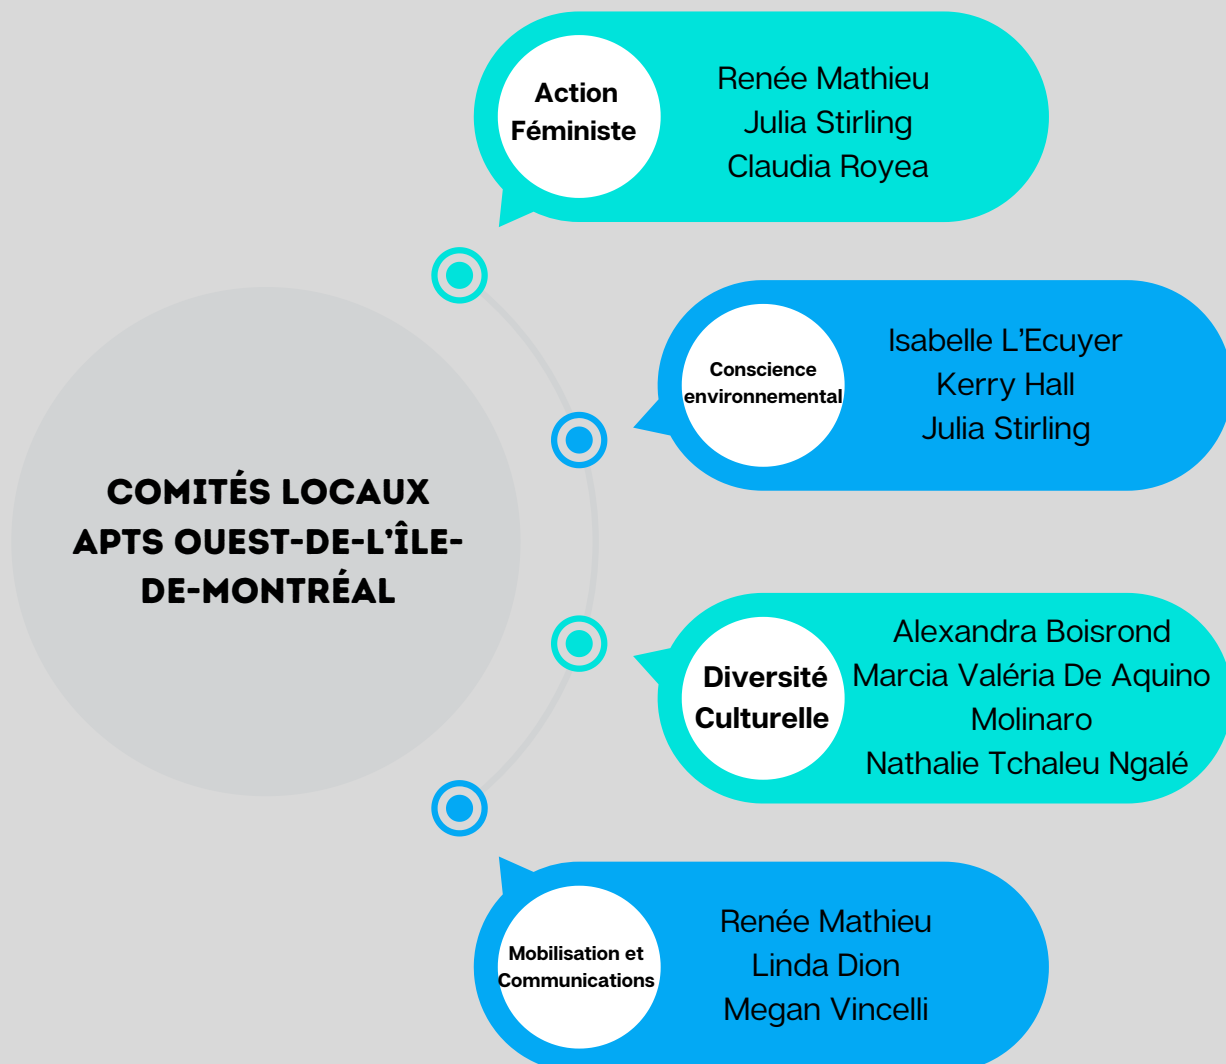 Action
Féministe
Renée Mathieu
Julia Stirling
Claudia Royea
Conscience
environnemental
Isabelle L'Ecuyer
Kerry Hall
Julia Stirling
COMITÉS LOCAUX
APTS OUEST-DE-L'ÎLE-
DE-MONTRÉAL
Diversité
Culturelle
Alexandra Boisrond
Marcia Valéria De Aquino
Molinaro
Nathalie Tchaleu Ngalé
Mobilisation et
Communications
Renée Mathieu
Linda Dion
Megan Vincelli